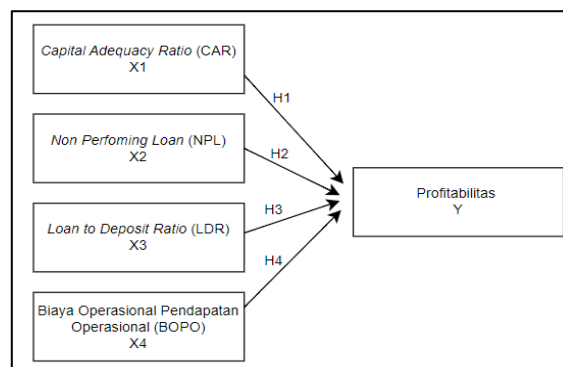 Capital Adequacy Ratio (CAR)
X1
H1
Non Perfoming Loan (NPL)
X2
H2
Profitabilitas
Y
Loan to Deposit Ratio (LDR)
X3
H3
H4
Biaya Operasional Pendapatan
Operasional (BOPO)
X4